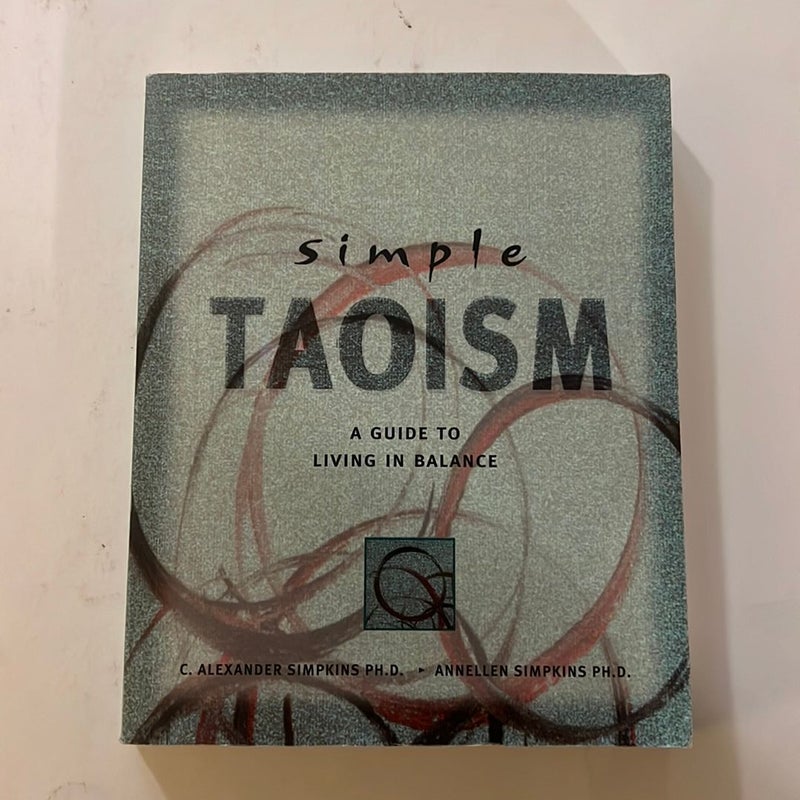 simple
TAOISM
A GUIDE TO
LIVING IN BALANCE
C. ALEXANDER SIMPKINS PH.D. ▸ ANNELLEN SIMPKINS PH.D.